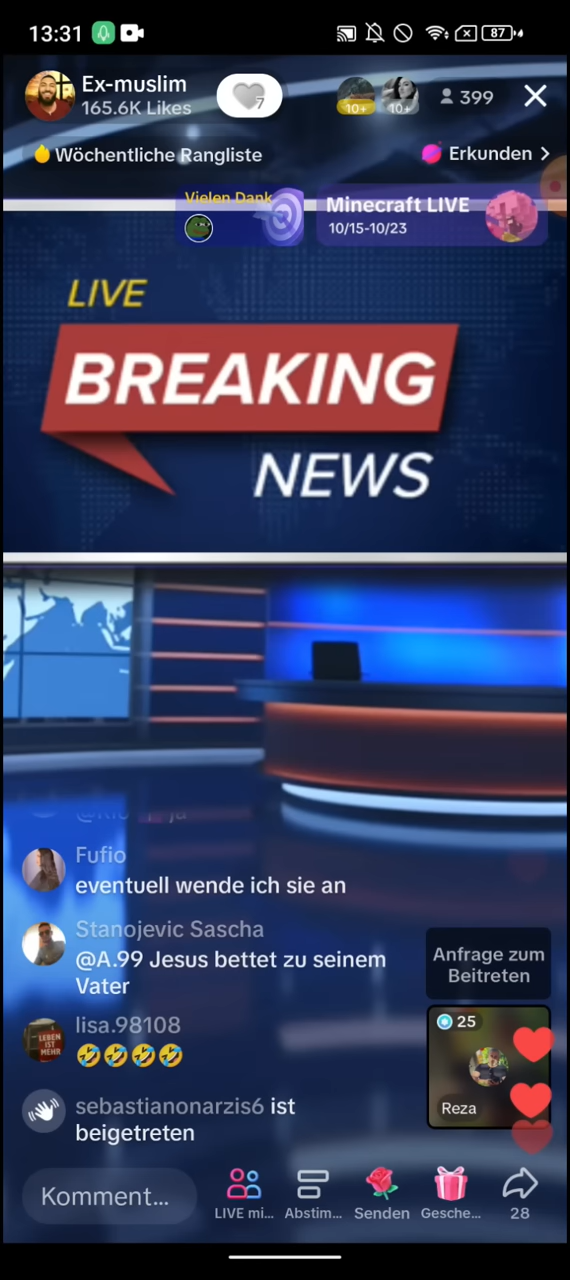 13:31
87
Ex-muslim
165.6K Likes
7
10+
10+
399
Wöchentliche Rangliste
Erkunden
Vielen Dank
Minecraft LIVE
10/15-10/23
LIVE
BREAKING
NEWS
Fufio
eventuell wende ich sie an
Stanojevic Sascha
@A.99 Jesus bettet zu seinem
Vater
Anfrage zum
Beitreten
lisa.98108
LEBEN
IST
MEHR
🤣🤣🤣🤣
25
Reza
sebastianonarzis6 ist
beigetreten
Komment...
LIVE mi...
Abstim...
Senden
Gesche...
28